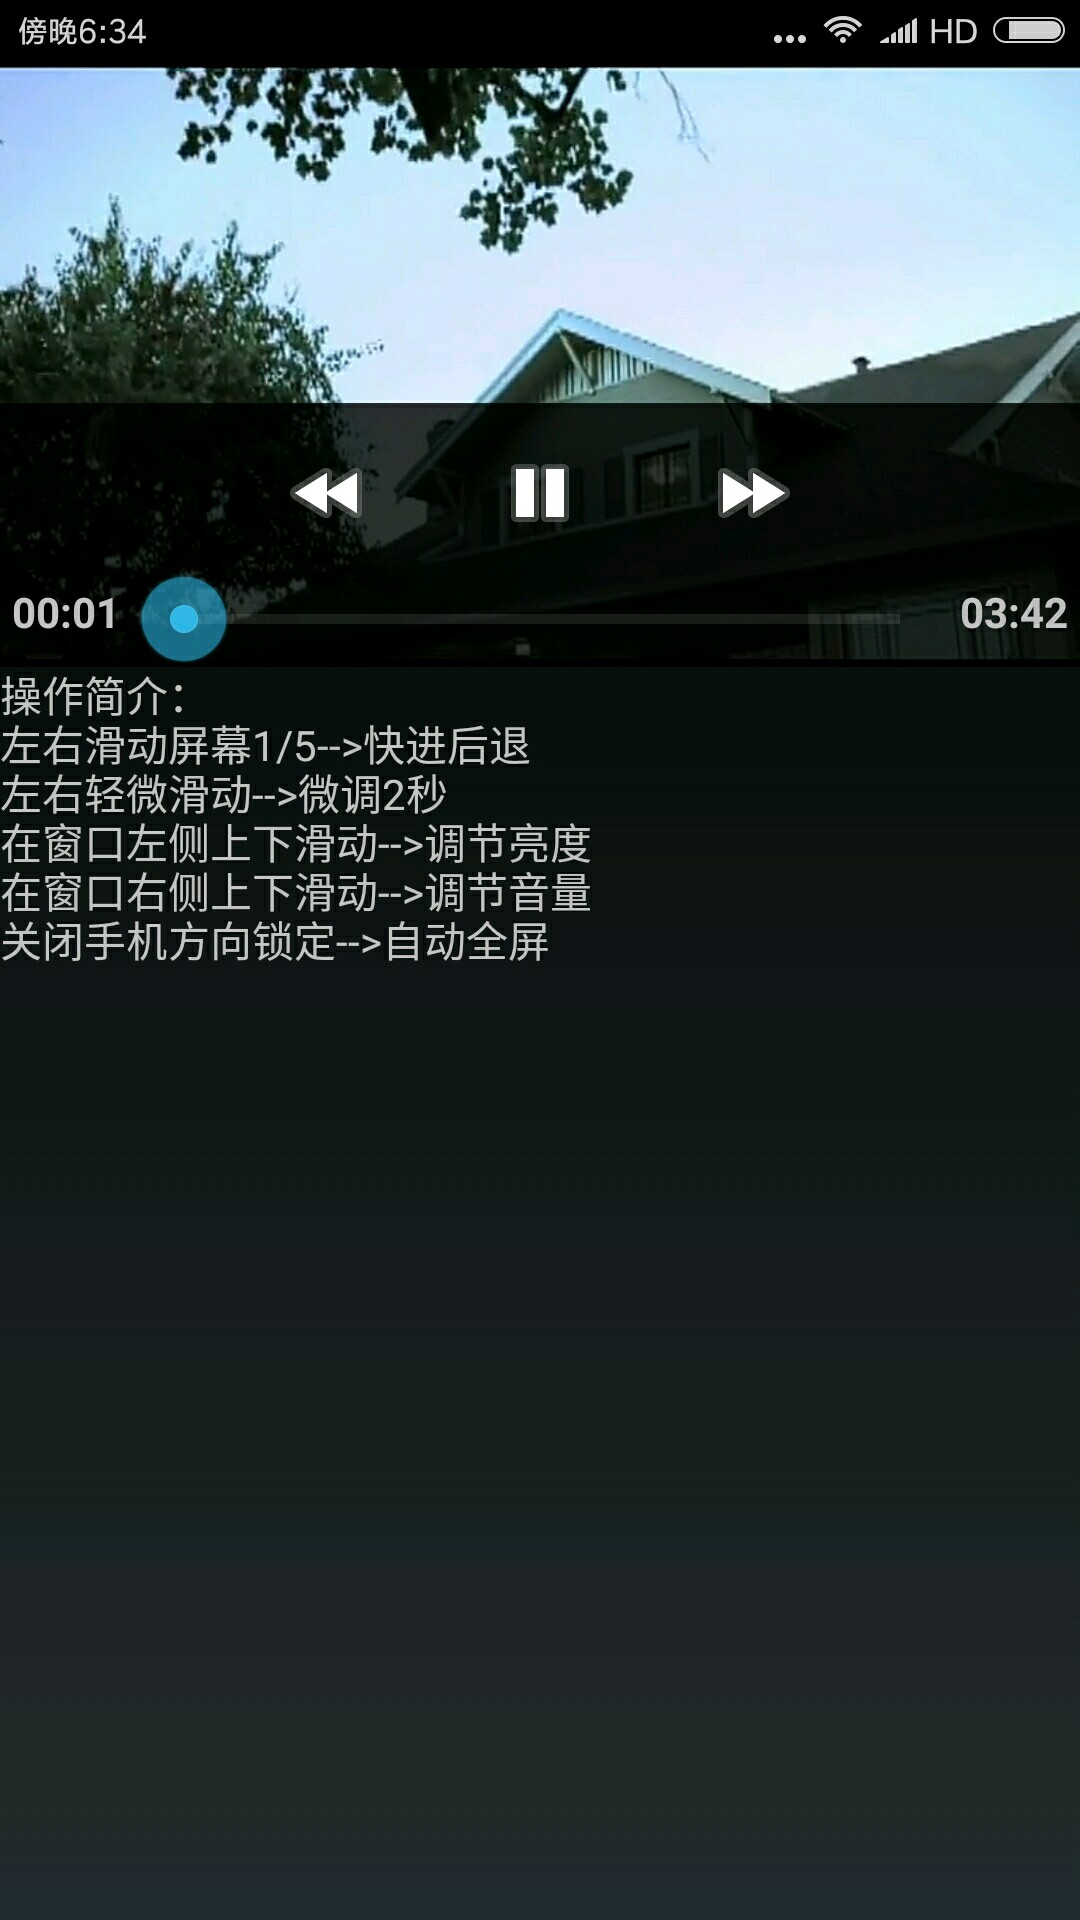 傍晚6:34
HD
00:01
03:42
操作简介:
左右滑动屏幕1/5-->快进后退
左右轻微滑动-->微调2秒
在窗口左侧上下滑动-->调节亮度
在窗口右侧上下滑动-->调节音量
关闭手机方向锁定-->自动全屏